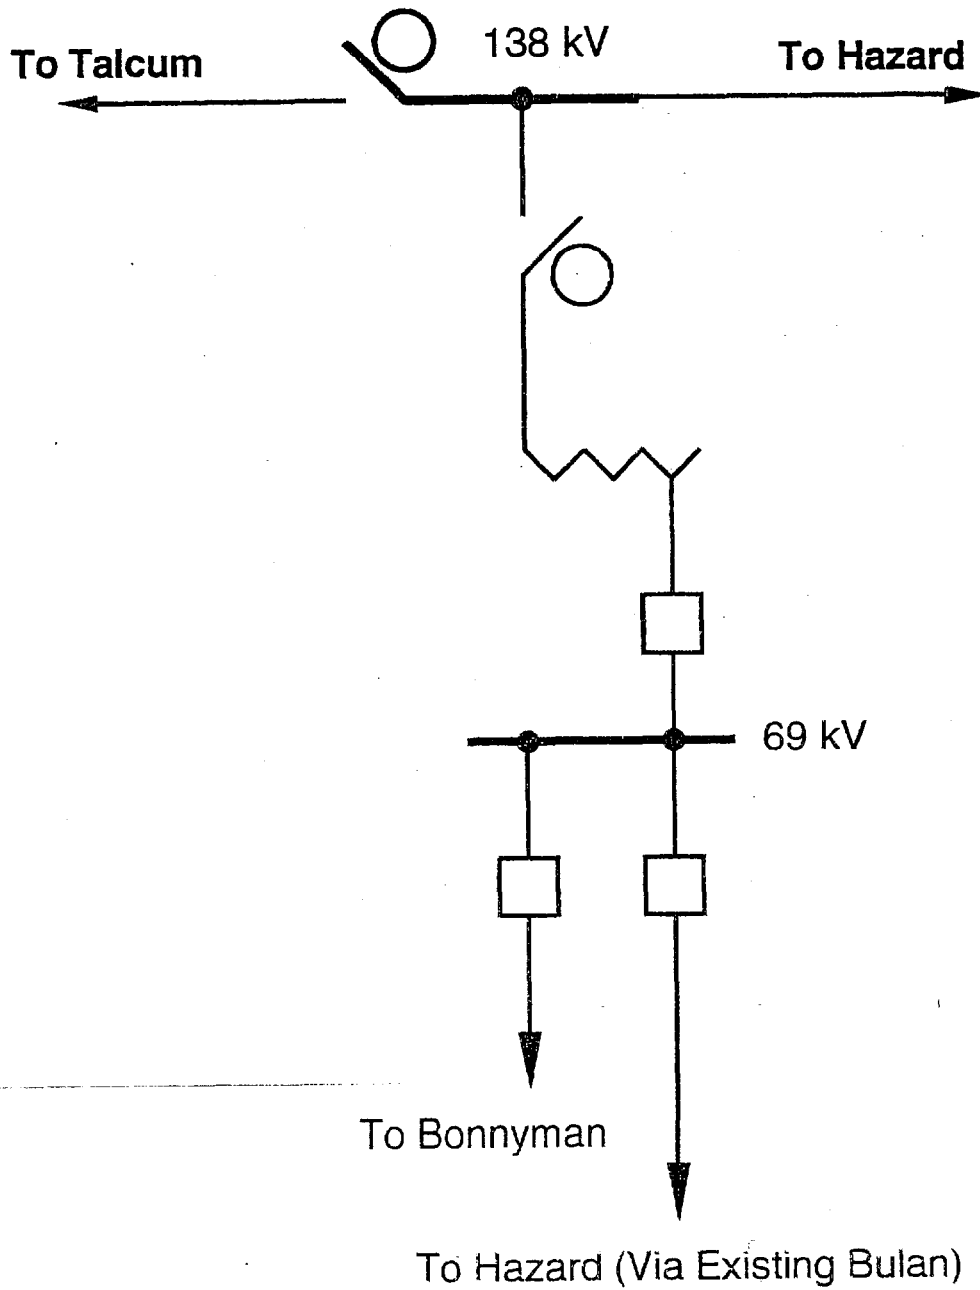 To Talcum
138 kV
To Hazard
69 kV
To Bonnyman
To Hazard (Via Existing Bulan)